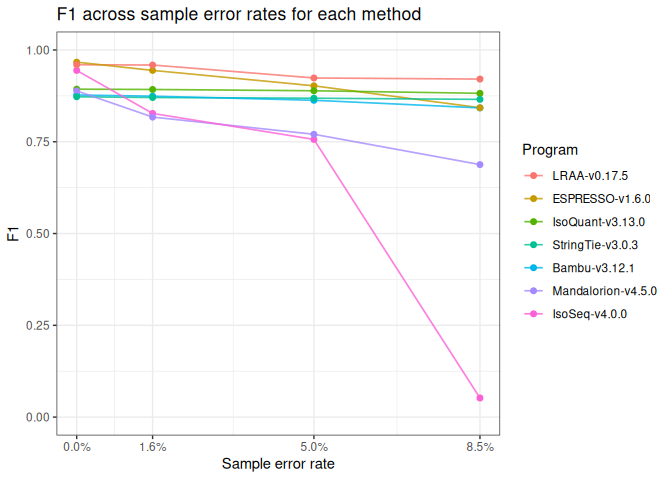 F1 across sample error rates for each method
1.00
0.75
0.50
0.25
0.00
F1
0.0%
1.6%
5.0%
8.5%
Sample error rate
Program
LRAA-v0.17.5
ESPRESSO-v1.6.0
IsoQuant-v3.13.0
StringTie-v3.0.3
Bambu-v3.12.1
Mandalorion-v4.5.0
IsoSeq-v4.0.0